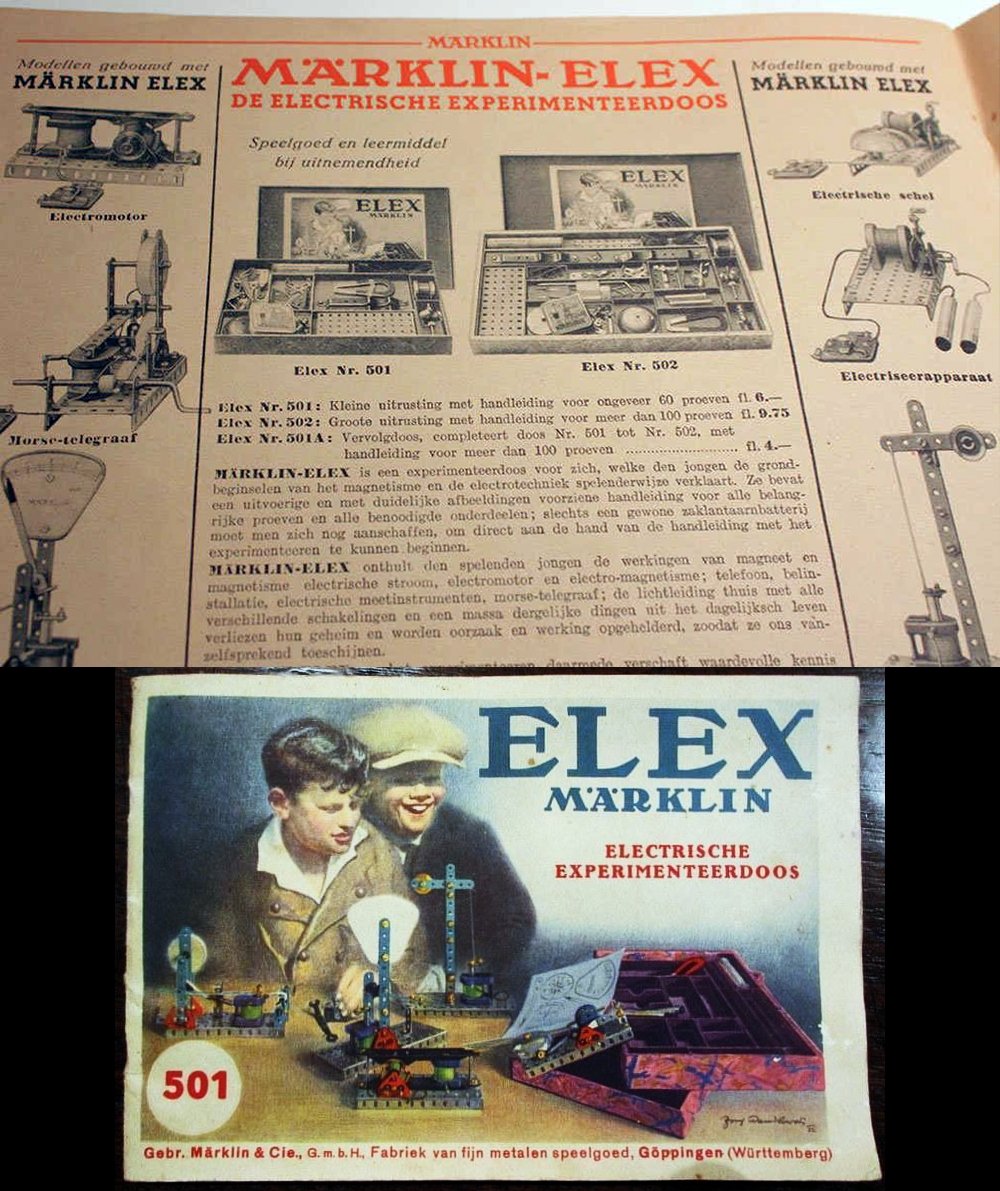 MÄRKLIN
Modellen gebouwd met
MÄRKLIN ELEX
Electromotor
Morse-telegraaf
MÄRKLIN-ELEX
DE ELECTRISCHE EXPERIMENTEERDOOS
Speelgoed en leermiddel
bij uitnemendheid
ELEX
MÄRKLIN
ELEX
MÄRKLIN
Elex Nr. 501
Elex Nr. 502
Elex Nr. 501: Kleine uitrusting met handleiding voor ongeveer 60 proeven fl. 6.—
Elex Nr. 502: Groote uitrusting met handleiding voor meer dan 100 proeven fl. 9.75
Elex Nr. 501A: Vervolgdoos, completeert doos Nr. 501 tot Nr. 502, met
handleiding voor meer dan 100 proeven ........................ fl. 4.—
MÄRKLIN-ELEX is een experimenteerdoos voor zich, welke den jongen de grond-
beginselen van het magnetisme en de electrotechniek spelenderwijze verklaart. Ze bevat
een uitvoerige en met duidelijke afbeeldingen voorziene handleiding voor alle belang-
rijke proeven en alle benoodigde onderdeelen; slechts een gewone zaklantaarnbatterij
moet men zich nog aanschaffen, om direct aan de hand van de handleiding met het
experimenteeren te kunnen beginnen.
MÄRKLIN-ELEX onthult den spelenden jongen de werkingen van magneet en
magnetisme electrische stroom, electromotor en electro-magnetisme; telefoon, belin-
stallatie, electrische meetinstrumenten, morse-telegraaf; de lichtleiding thuis met alle
verschillende schakelingen en een massa dergelijke dingen uit het dagelijksch leven
verliezen hun geheim en worden oorzaak en werking opgehelderd, zoodat ze ons van-
zelfsprekend toeschijnen.
daarmede verschaft waardevolle kennis
Modellen gebouwd met
MÄRKLIN ELEX
Electrische schel
Electriseerapparaat
ELEX
MÄRKLIN
ELECTRISCHE
EXPERIMENTEERDOOS
501
Gebr. Märklin & Cie., G. m. b. H., Fabriek van fijn metalen speelgoed, Göppingen (Württemberg)